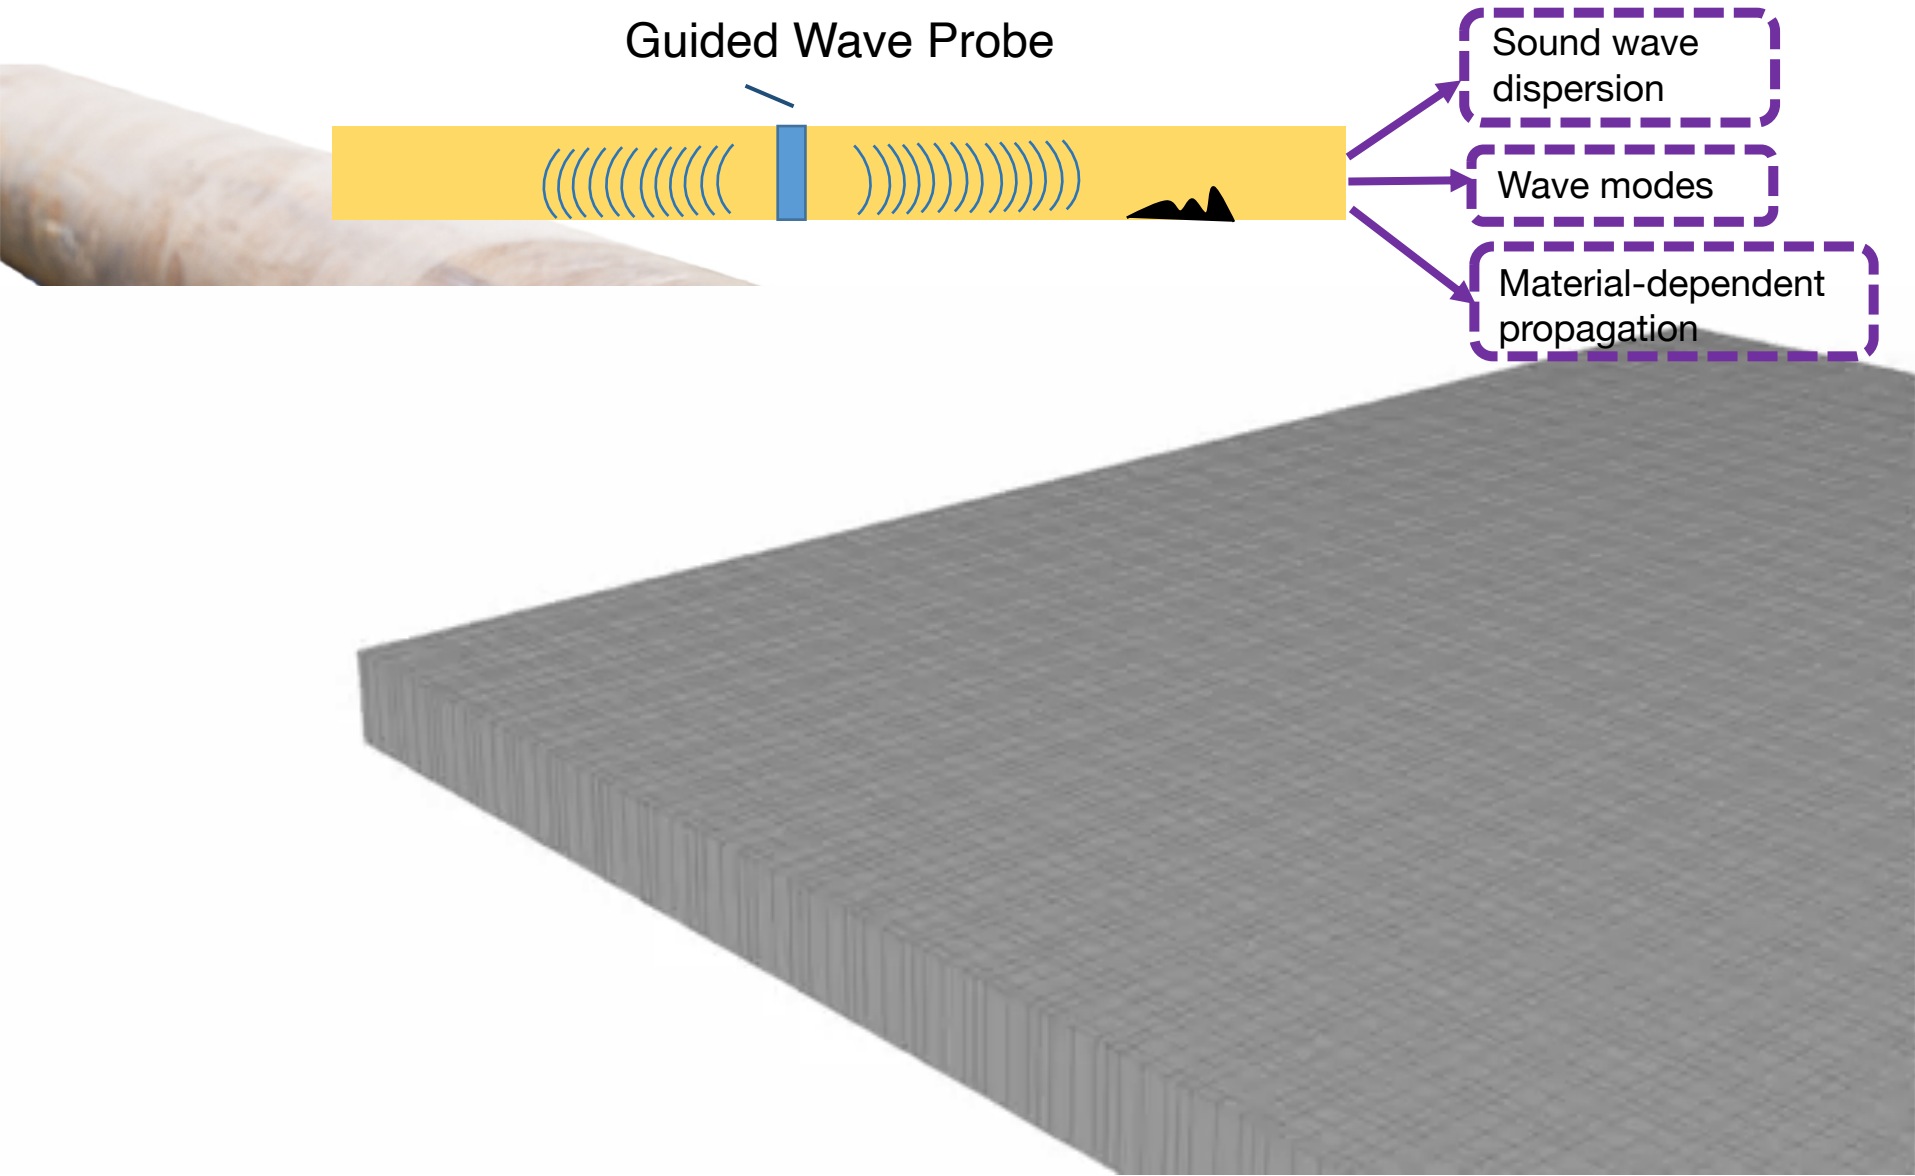 Guided Wave Probe
Sound wave
dispersion
Wave modes
Material-dependent
propagation